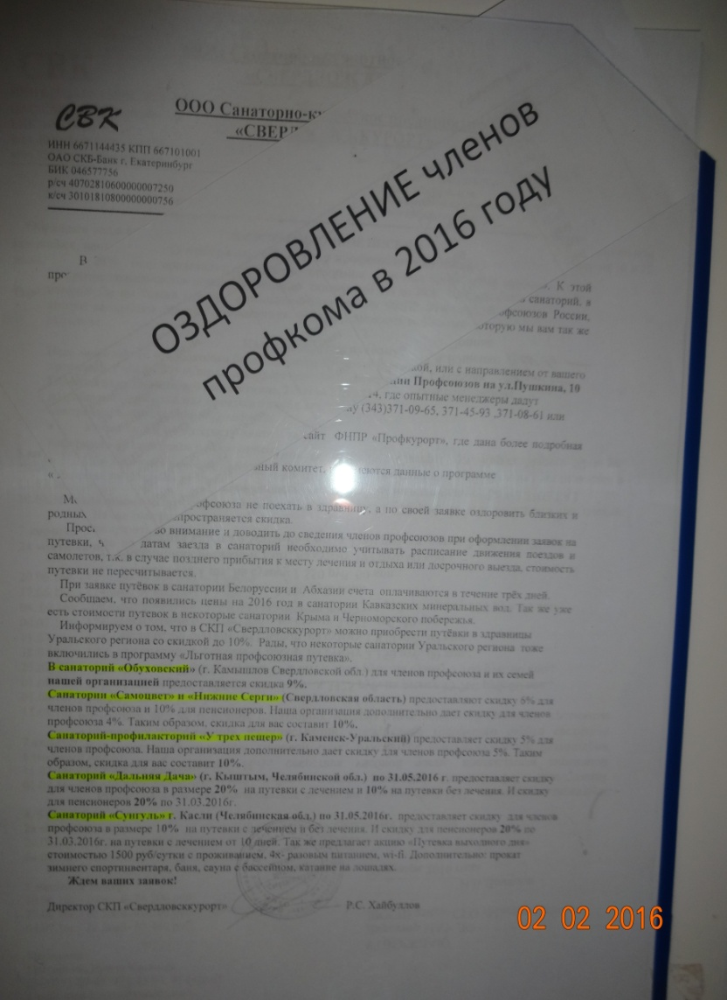 СВК
ООО Санаторно-к
«СВЕР
ИНН 6671144435 КПП 667101001
ОАО СКБ-Банк г. Екатеринбург
БИК 046577756
р/сч 40702810600000007250
к/сч 30101810800000000756
ОЗДОРОВЛЕНИЕ членов
профкома в 2016 году
В
про
К этой
санаторий, в
офсоюзов России,
оторую мы вам так же
ой, или с направлением от вашего
ии Профсоюзов на ул.Пушкина, 10
4, где опытные менеджеры дадут
у (343)371-09-65, 371-45-93 ,371-08-61 или
сайт ФНПР «Профкурорт», где дана более подробная
ный комитет, имеются данные о программе
«
офсоюза не поехать в здравницу, а по своей заявке оздоровить близких и
родных пространяется скидка.
Прос во внимание и доводить до сведения членов профсоюзов при оформлении заявок на
путевки, ч датам заезда в санаторий необходимо учитывать расписание движения поездов и
самолетов, т.к. в случае позднего прибытия к месту лечения и отдыха или досрочного выезда, стоимость
путевки не пересчитывается.
При заявке путёвок в санатории Белоруссии и Абхазии счета оплачиваются в течение трёх дней.
Сообщаем, что появились цены на 2016 год в санатории Кавказских минеральных вод. Так же уже
есть стоимости путевок в некоторые санатории Крыма и Черноморского побережья.
Информируем о том, что в СКП «Свердловсккурорт» можно приобрести путёвки в здравницы
Уральского региона со скидкой до 10%. Рады, что некоторые санатории Уральского региона тоже
включились в программу «Льготная профсоюзная путевка».
В санаторий «Обуховский» (г. Камышлов Свердловской обл.) для членов профсоюза и их семей
нашей организацией предоставляется скидка 9%.
Санатории «Самоцвет» и «Нижние Серги» (Свердловская область) предоставляют скидку 6% для
членов профсоюза и 10% для пенсионеров. Наша организация дополнительно дает скидку для членов
профсоюза 4%. Таким образом, скидка для вас составит 10%.
Санаторий-профилакторий «У трех пещер» (г. Каменск-Уральский) предоставляет скидку 5% для
членов профсоюза. Наша организация дополнительно дает скидку для членов профсоюза 5%. Таким
образом, скидка для вас составит 10%.
Санаторий «Дальняя Дача» (г. Кыштым, Челябинской обл.) по 31.05.2016 г. предоставляет скидку
для членов профсоюза в размере 20% на путевки с лечением и 10% на путевки без лечения. И скидку
для пенсионеров 20% по 31.03.2016г.
Санаторий «Сунгуль» г. Касли (Челябинская обл.) по 31.05.2016г. предоставляет скидку для членов
профсоюза в размере 10% на путевки с лечением и без лечения. И скидку для пенсионеров 20% по
31.03.2016г. на путевки с лечением от 10 дней. Так же предлагает акцию «Путевка выходного дня»
стоимостью 1500 руб/сутки с проживанием, 4х- разовым питанием, wi-fi. Дополнительно: прокат
зимнего спортинвентаря, баня, сауна с бассейном, катание на лошадях.
Ждем ваших заявок!
Директор СКП «Свердловсккурорт» Р.С. Хайбуллов
02 02 2016